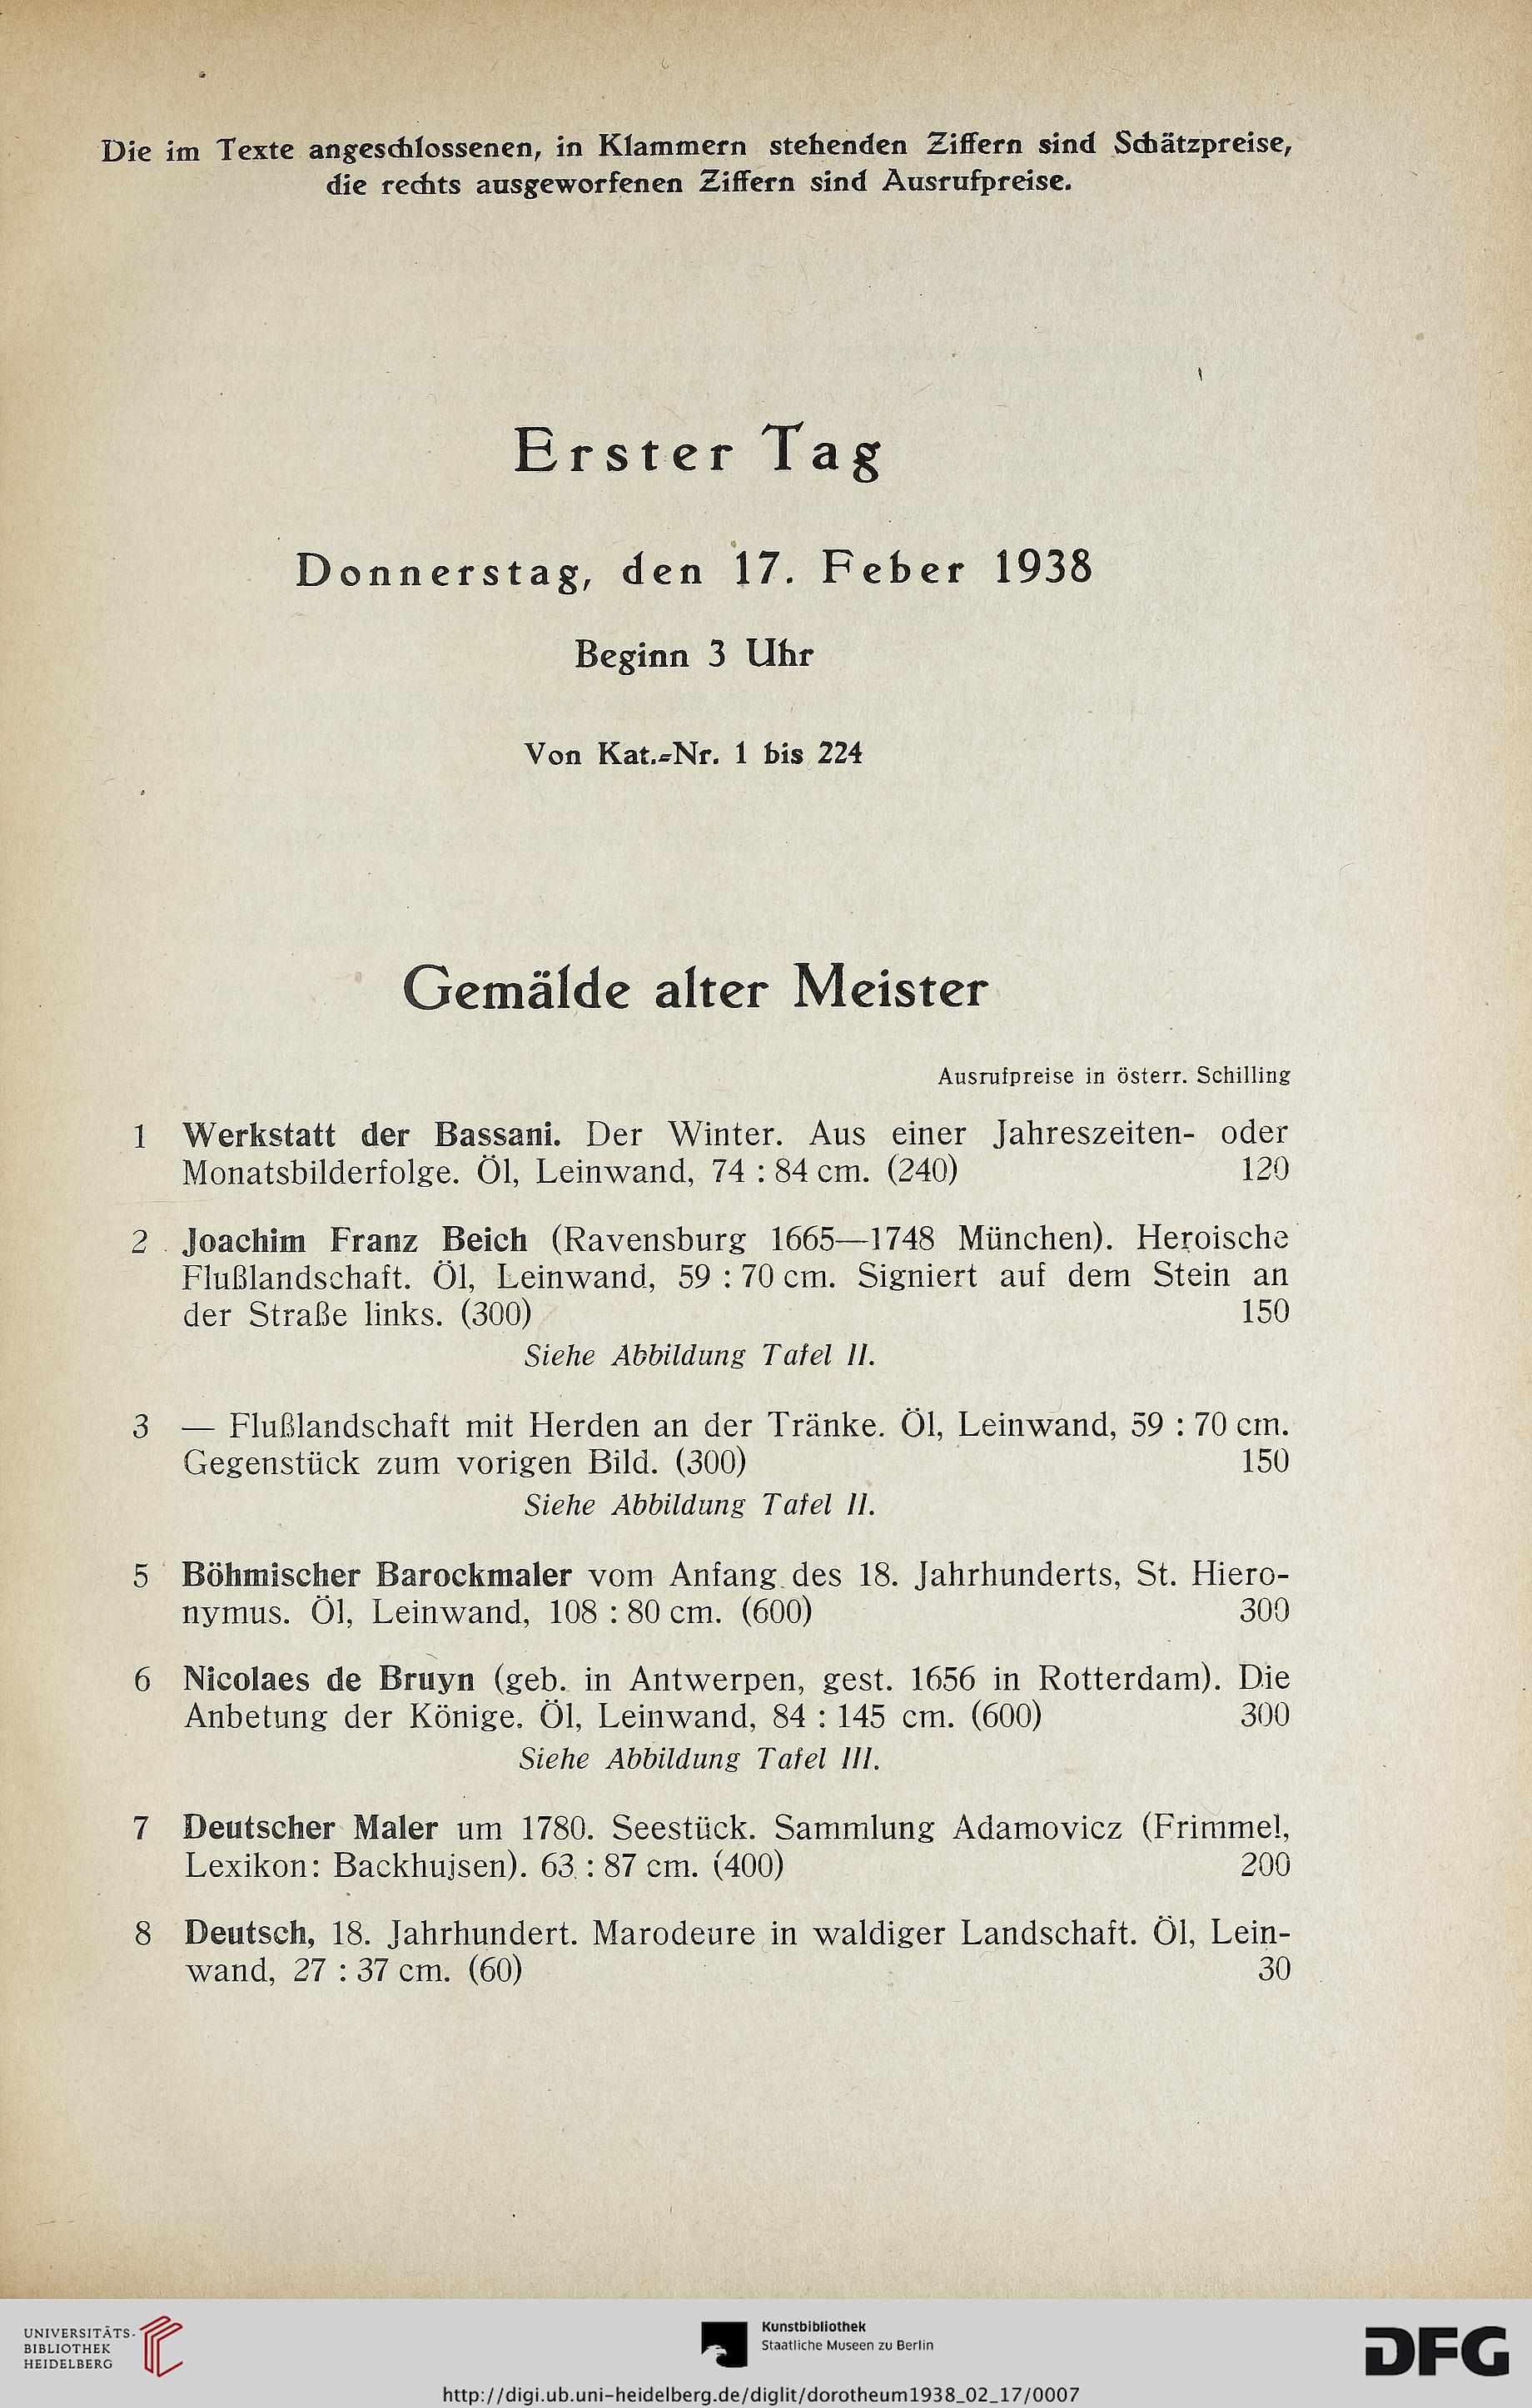 Die im Texte angeschlossenen, in Klammern stehenden Ziffern sind Schätzpreise,
die rechts ausgeworfenen Ziffern sind Ausrufpreise.
Erster Tag
Donnerstag, den 17. Feber 1938
Beginn 3 Uhr
Von Kat.-Nr. 1 bis 224
Gemälde alter Meister
Ausrufpreise in österr. Schilling
1 Werkstatt der Bassani. Der Winter. Aus einer Jahreszeiten- oder
Monatsbilderfolge. Öl, Leinwand, 74 : 84 cm. (240) 120
2 Joachim Franz Beich (Ravensburg 1665—1748 München). Heroische
Flußlandschaft. Öl, Leinwand, 59 : 70 cm. Signiert auf dem Stein an
der Straße links. (300) 150
Siehe Abbildung Tafel II.
3 — Flußlandschaft mit Herden an der Tränke. Öl, Leinwand, 59 : 70 cm.
Gegenstück zum vorigen Bild. (300) 150
Siehe Abbildung Tafel II.
5 Böhmischer Barockmaler vom Anfang des 18. Jahrhunderts, St. Hiero-
nymus. Öl, Leinwand, 108 : 80 cm. (600) 300
6 Nicolaes de Bruyn (geb. in Antwerpen, gest. 1656 in Rotterdam). Die
Anbetung der Könige. Öl, Leinwand, 84 : 145 cm. (600) 300
Siehe Abbildung Tafel III.
7 Deutscher Maler um 1780. Seestück. Sammlung Adamovicz (Frimmel,
Lexikon: Backhujsen). 63 : 87 cm. (400) 200
8 Deutsch, 18. Jahrhundert. Marodeure in waldiger Landschaft. Öl, Lein-
wand, 27 : 37 cm. (60) 30
UNIVERSITÄTS-
BIBLIOTHEK
HEIDELBERG
Kunstbibliothek
Staatliche Museen zu Berlin
DFG
http://digi.ub.uni-heidelberg.de/diglit/dorotheum1938_02_17/0007